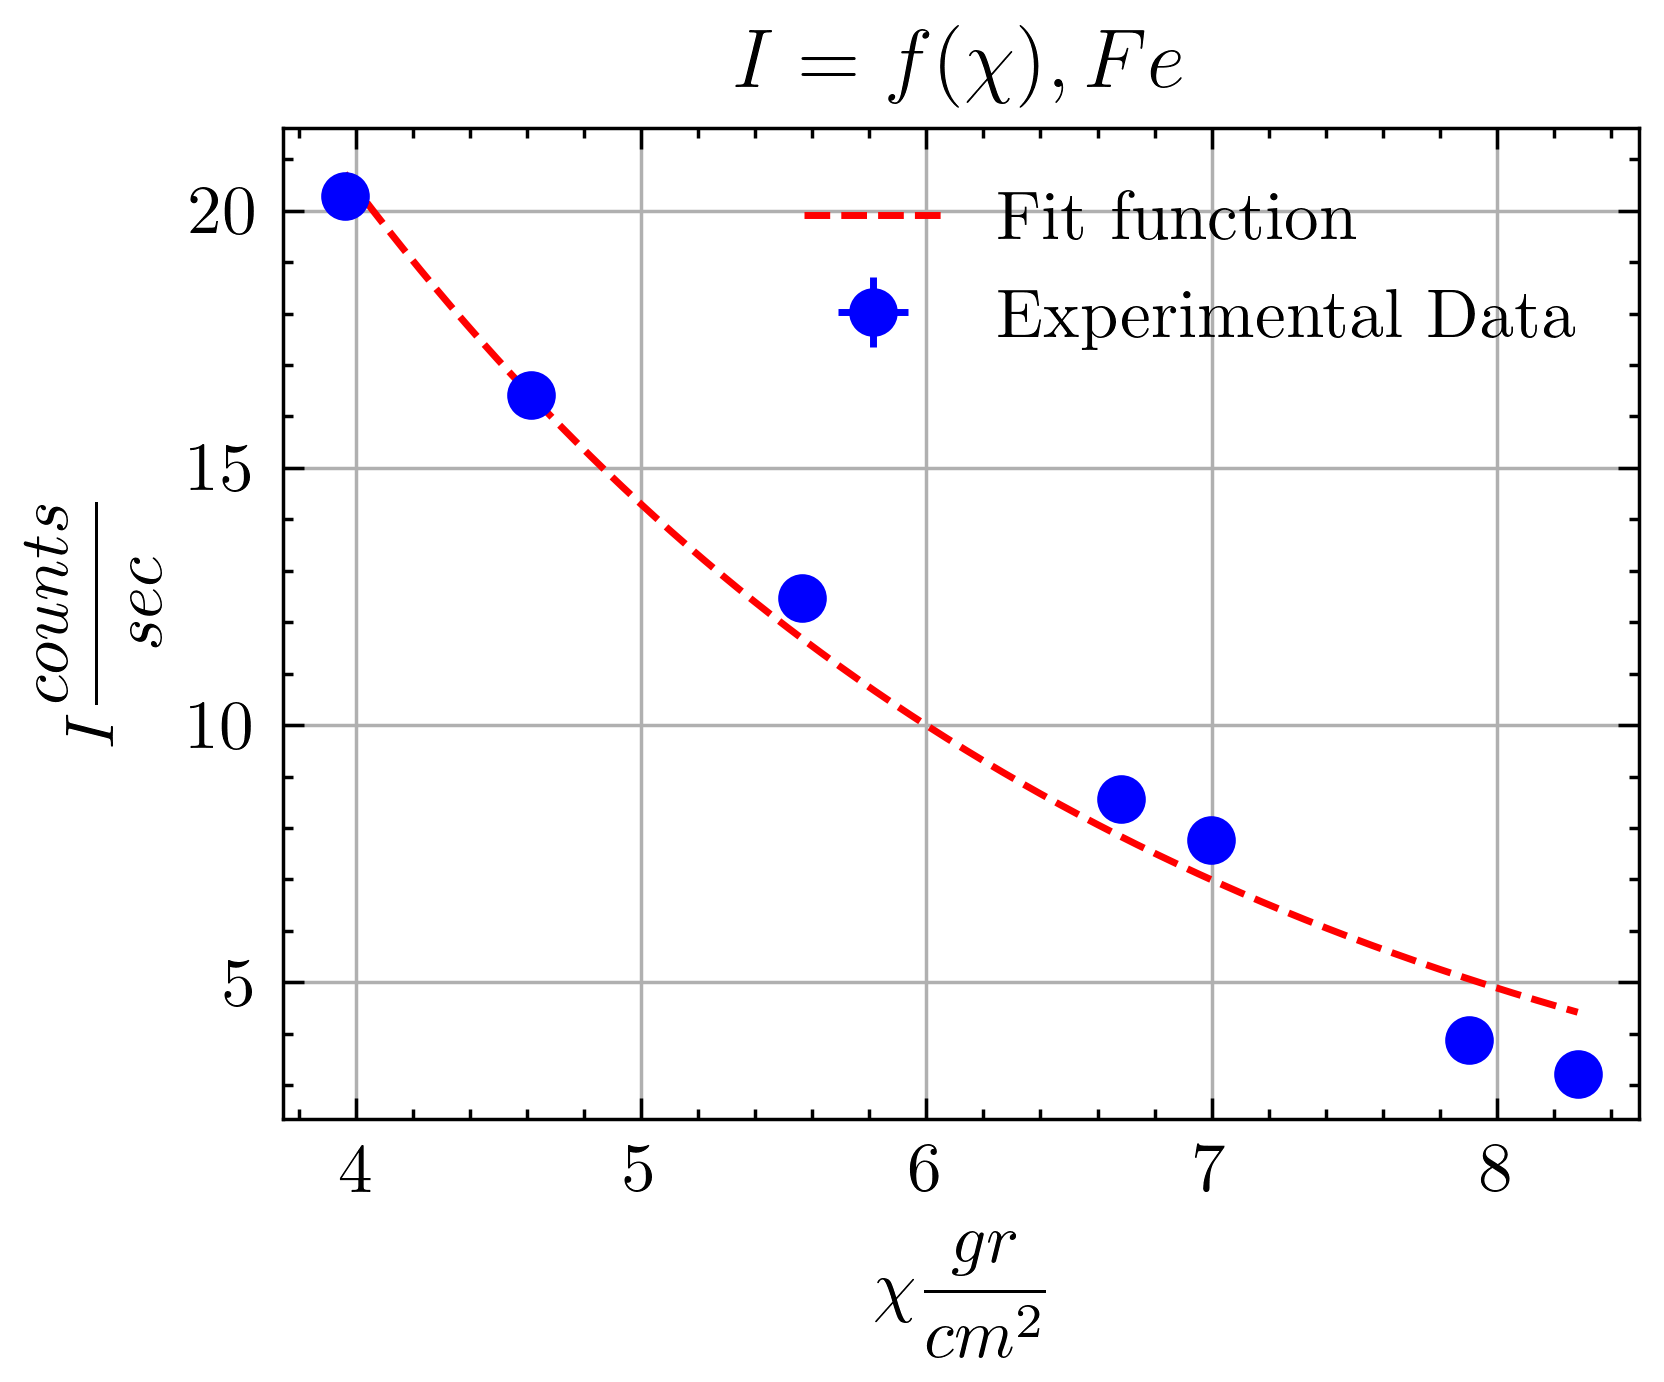 I = f(χ), Fe
20
15
10
5
I counts/sec
Fit function
Experimental Data
4 5 6 7 8
χ gr/cm²